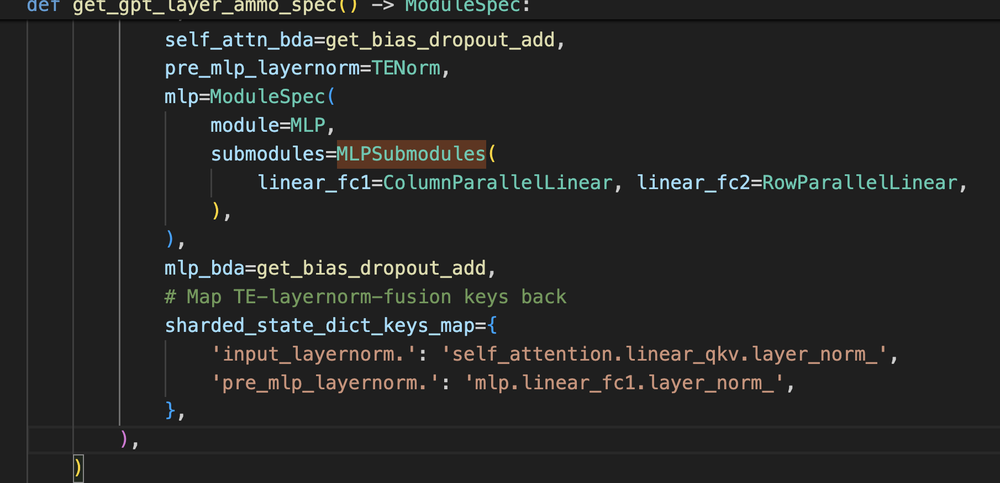 def get_gpt_layer_ammo_spec() -> ModuleSpec:
self_attn_bda=get_bias_dropout_add,
pre_mlp_layernorm=TENorm,
mlp=ModuleSpec(
module=MLP,
submodules=MLPSubmodules(
linear_fc1=ColumnParallelLinear, linear_fc2=RowParallelLinear,
),
),
mlp_bda=get_bias_dropout_add,
# Map TE-layernorm-fusion keys back
sharded_state_dict_keys_map={
'input_layernorm.': 'self_attention.linear_qkv.layer_norm_',
'pre_mlp_layernorm.': 'mlp.linear_fc1.layer_norm_',
},
),
)